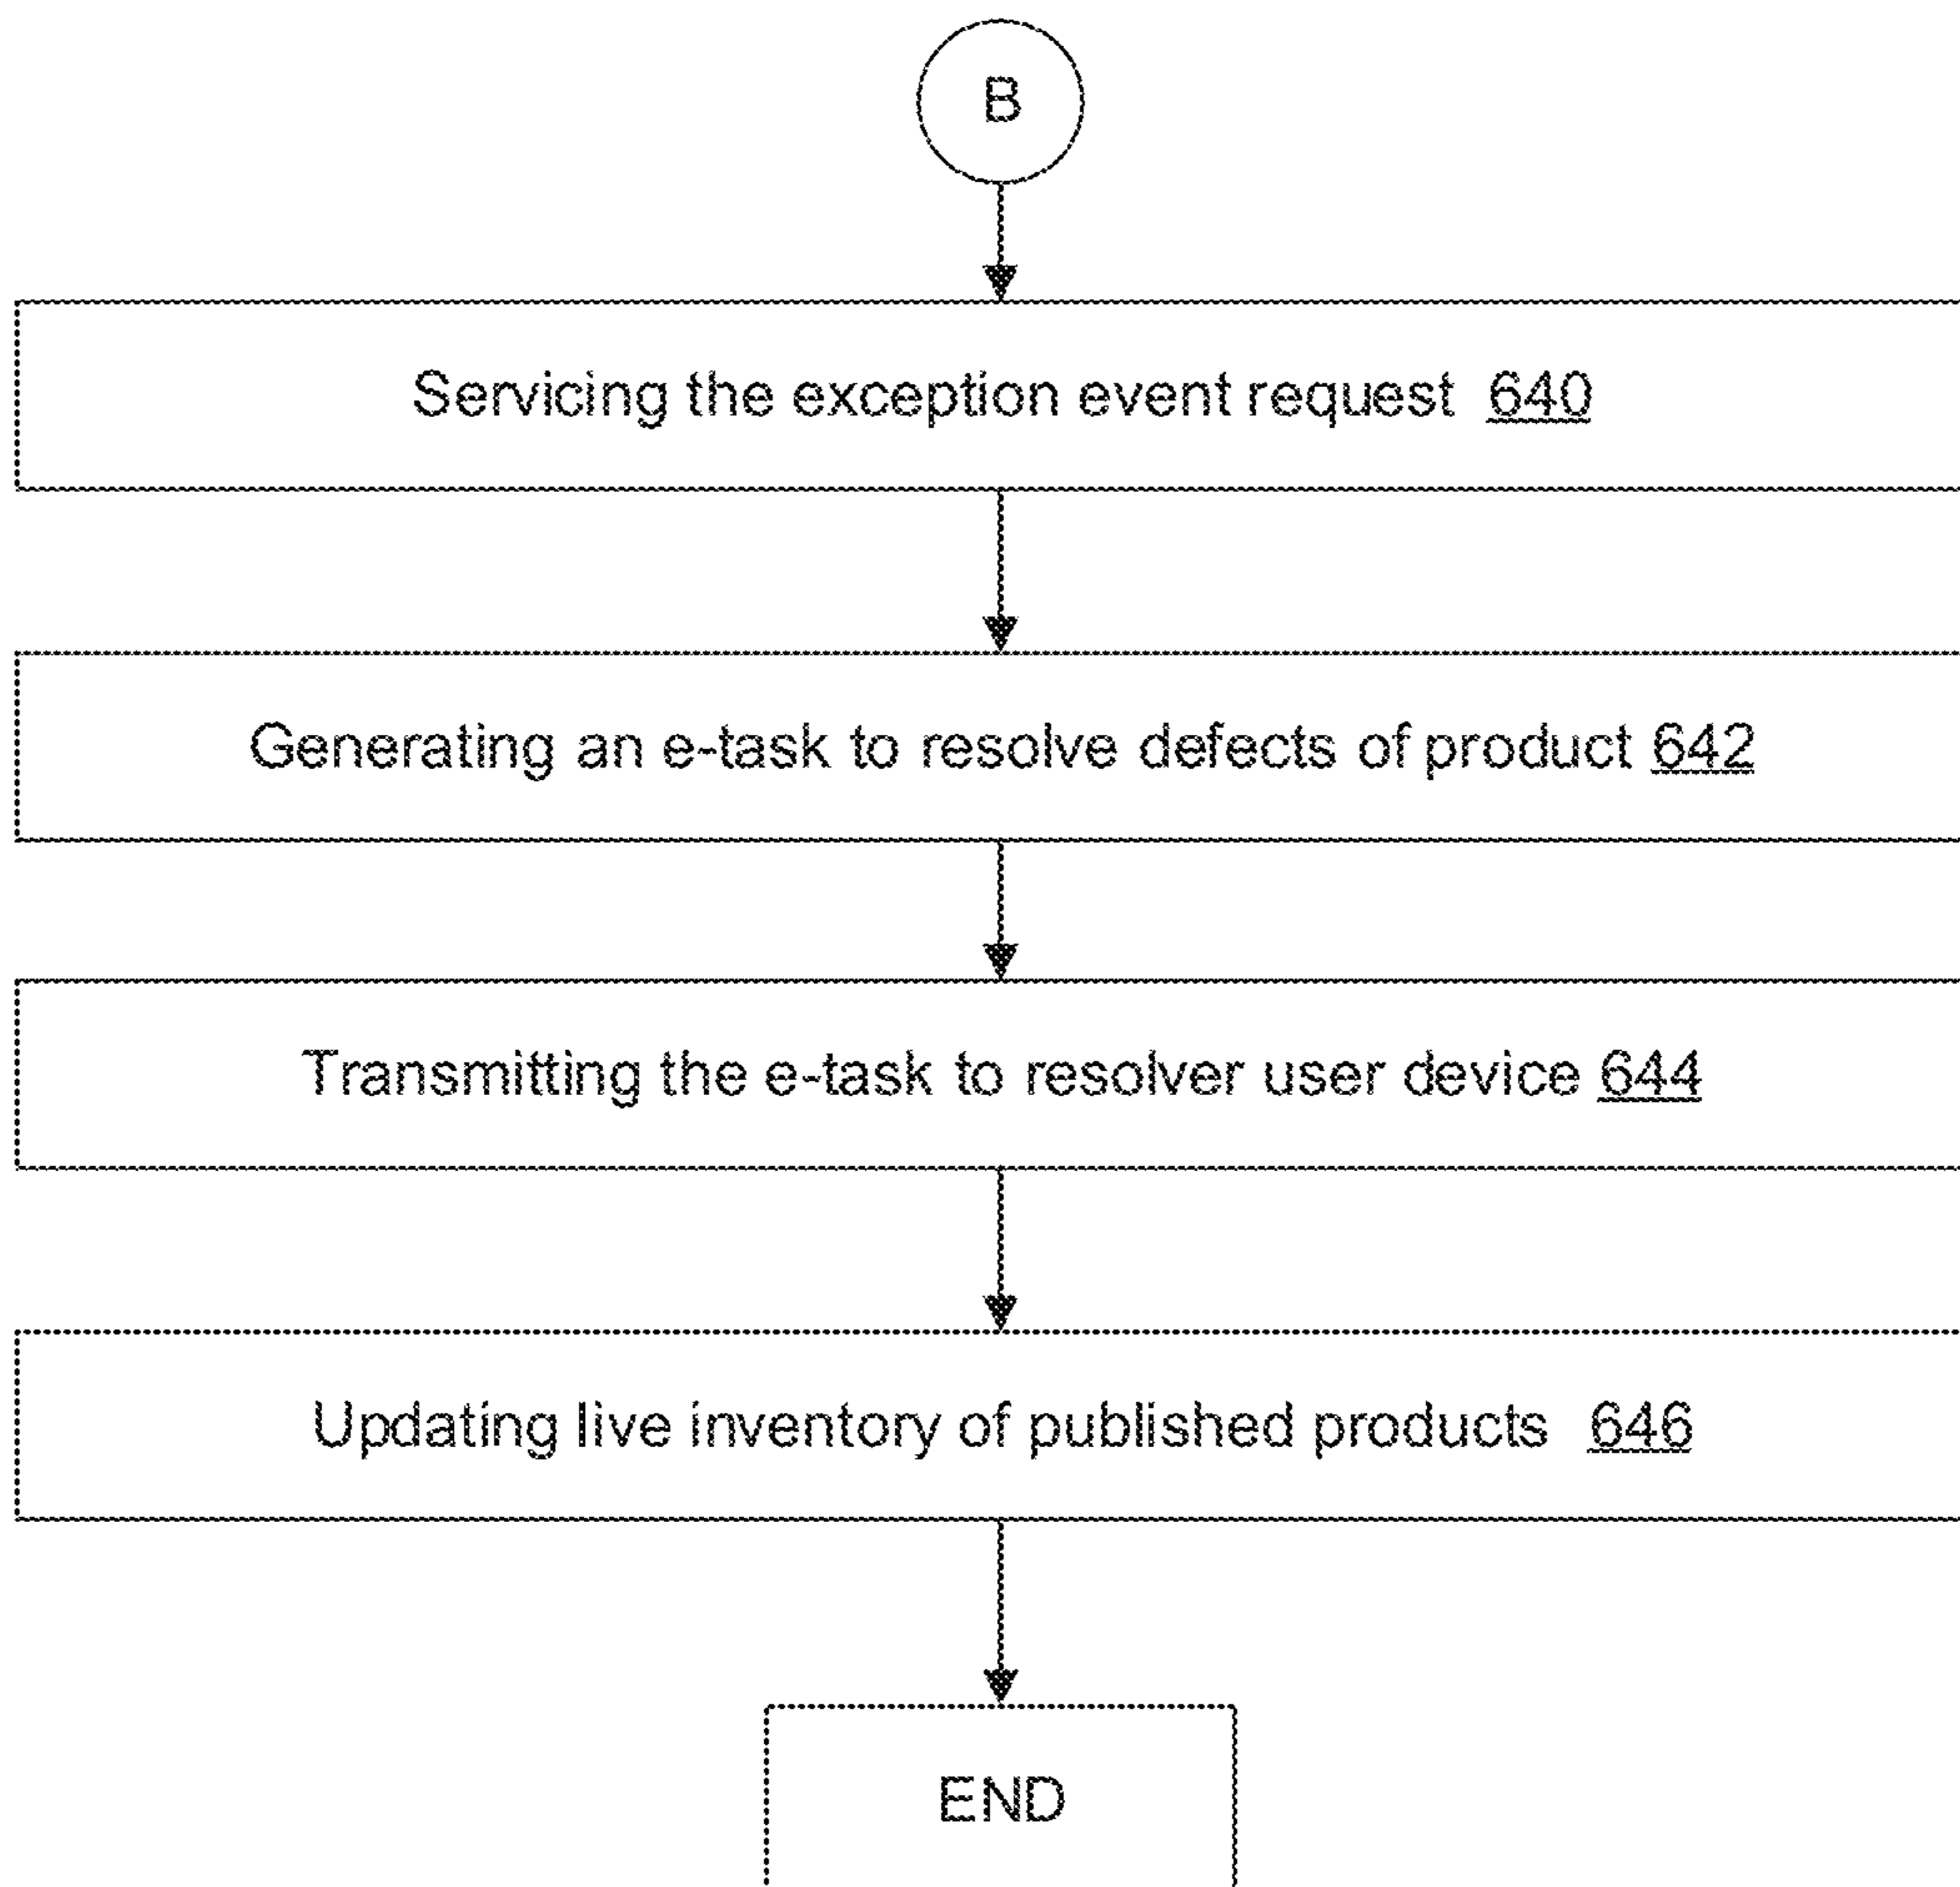 B
Servicing the exception event request 640
Generating an e-task to resolve defects of product 642
Transmitting the e-task to resolver user device 644
Updating live inventory of published products 646
END